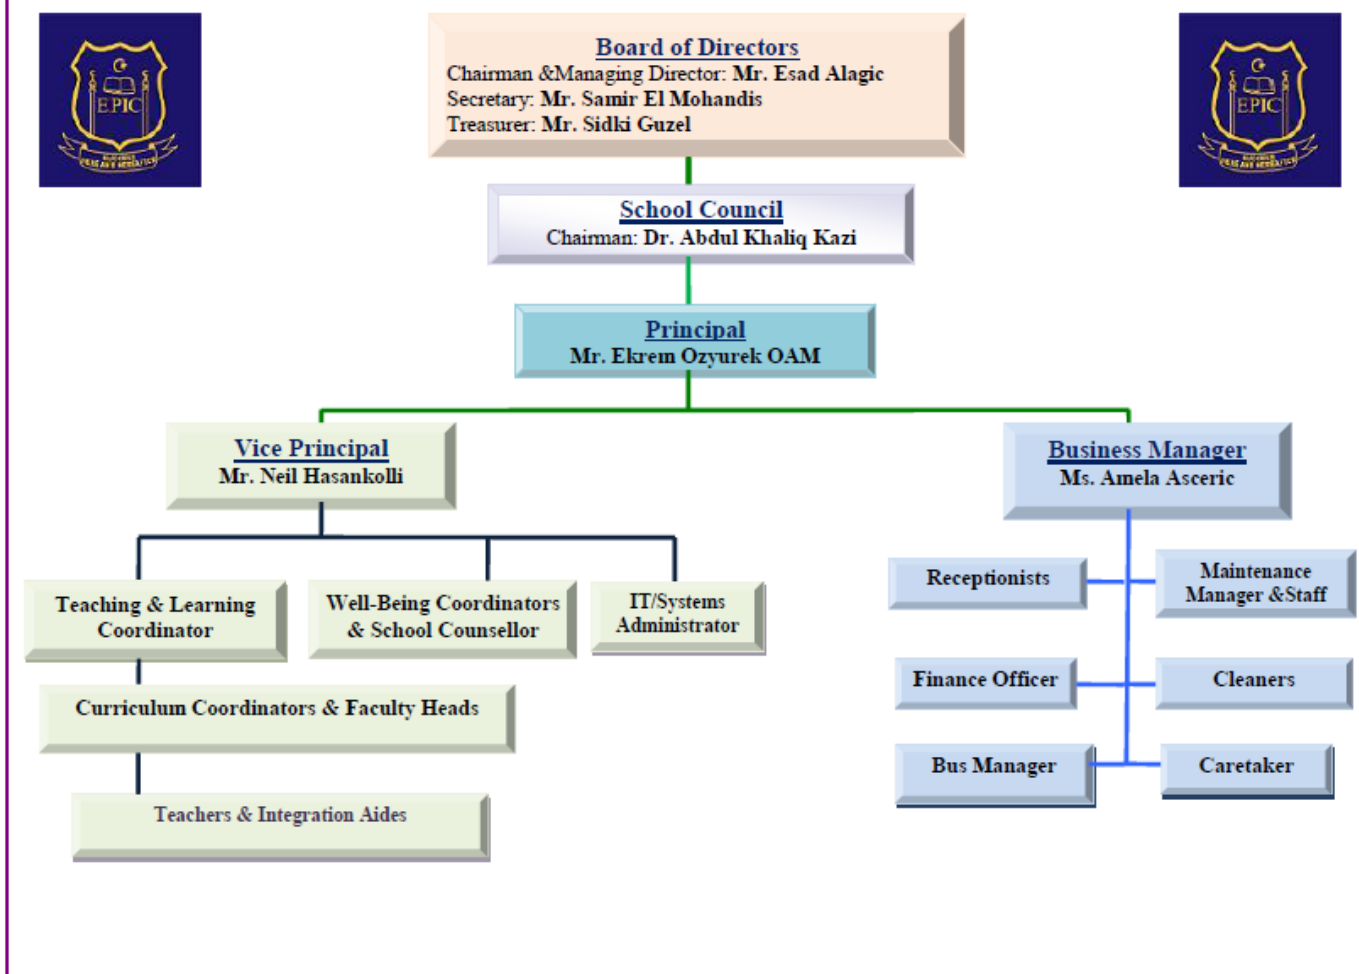 EPIC
EPIC
Board of Directors
Chairman &Managing Director: Mr. Esad Alagic
Secretary: Mr. Samir El Mohandis
Treasurer: Mr. Sidki Guzel
School Council
Chairman: Dr. Abdul Khaliq Kazi
Principal
Mr. Ekrem Ozyurek OAM
Vice Principal
Mr. Neil Hasankolli
Business Manager
Ms. Amela Asceric
Teaching & Learning
Coordinator
Well-Being Coordinators
& School Counsellor
IT/Systems
Administrator
Curriculum Coordinators & Faculty Heads
Teachers & Integration Aides
Receptionists
Maintenance
Manager &Staff
Finance Officer
Cleaners
Bus Manager
Caretaker